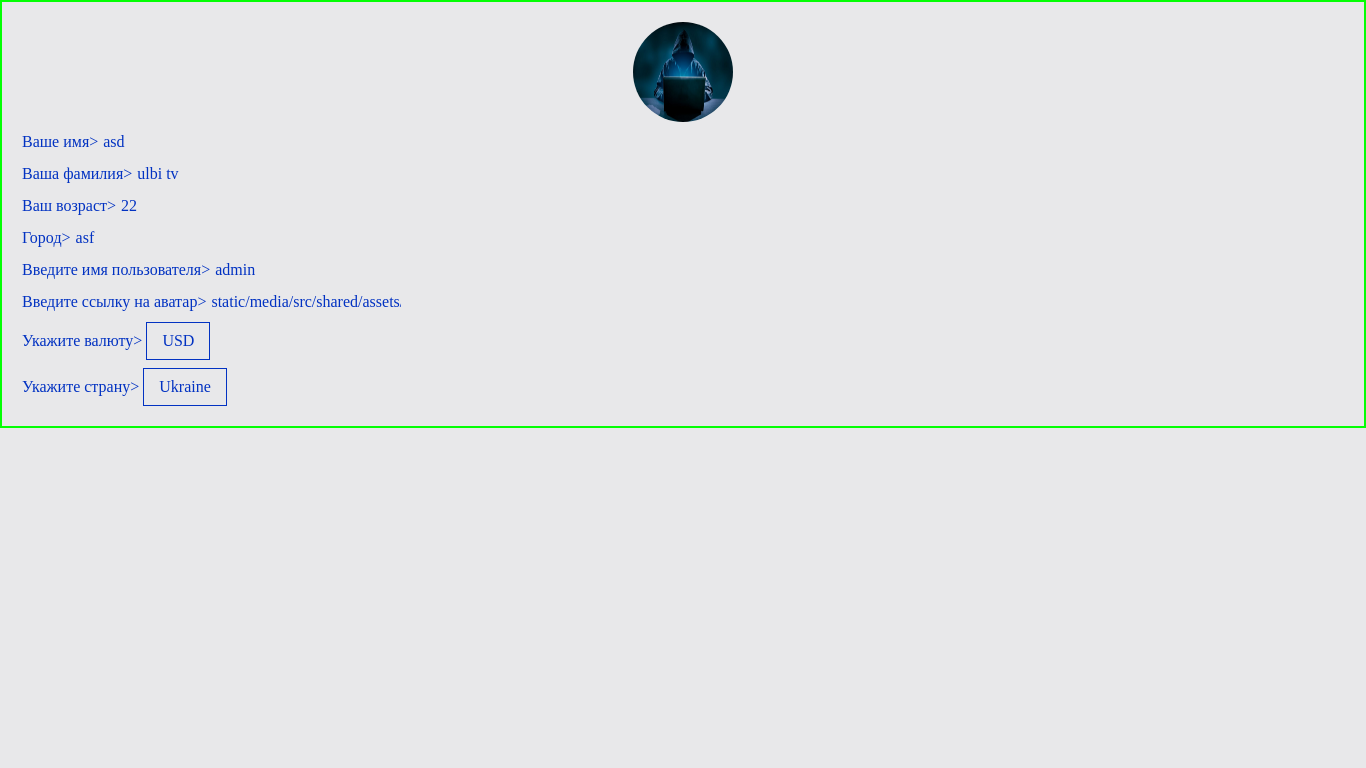 Ваше имя> asd
Ваша фамилия> ulbi tv
Ваш возраст> 22
Город> asf
Введите имя пользователя> admin
Введите ссылку на аватар> static/media/src/shared/assets
Укажите валюту> USD
Укажите страну> Ukraine